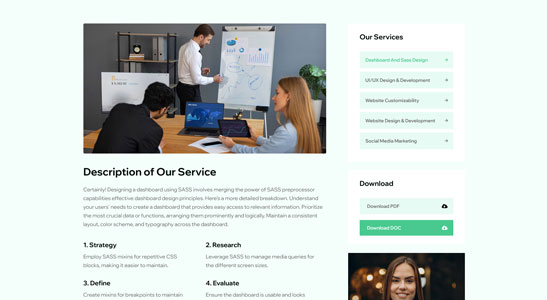 Description of Our Service
Certainly! Designing a dashboard using SASS involves merging the power of SASS preprocessor
capabilities effective dashboard design principles. Here's a more detailed breakdown. Understand
your users' needs to create a dashboard that provides easy access to relevant information. Prioritize
the most crucial data or functions, arranging them prominently and logically. Maintain a consistent
layout, color scheme, and typography across the dashboard.
1. Strategy
Employ SASS mixins for repetitive CSS
blocks, making it easier to maintain.
2. Research
Leverage SASS to manage media queries for
the different screen sizes.
3. Define
Create mixins for breakpoints to maintain
4. Evaluate
Ensure the dashboard is usable and looks
Our Services
Dashboard And Sass Design
UI/UX Design & Development
Website Customisability
Website Design & Development
Social Media Marketing
Download
Download PDF
Download DOC